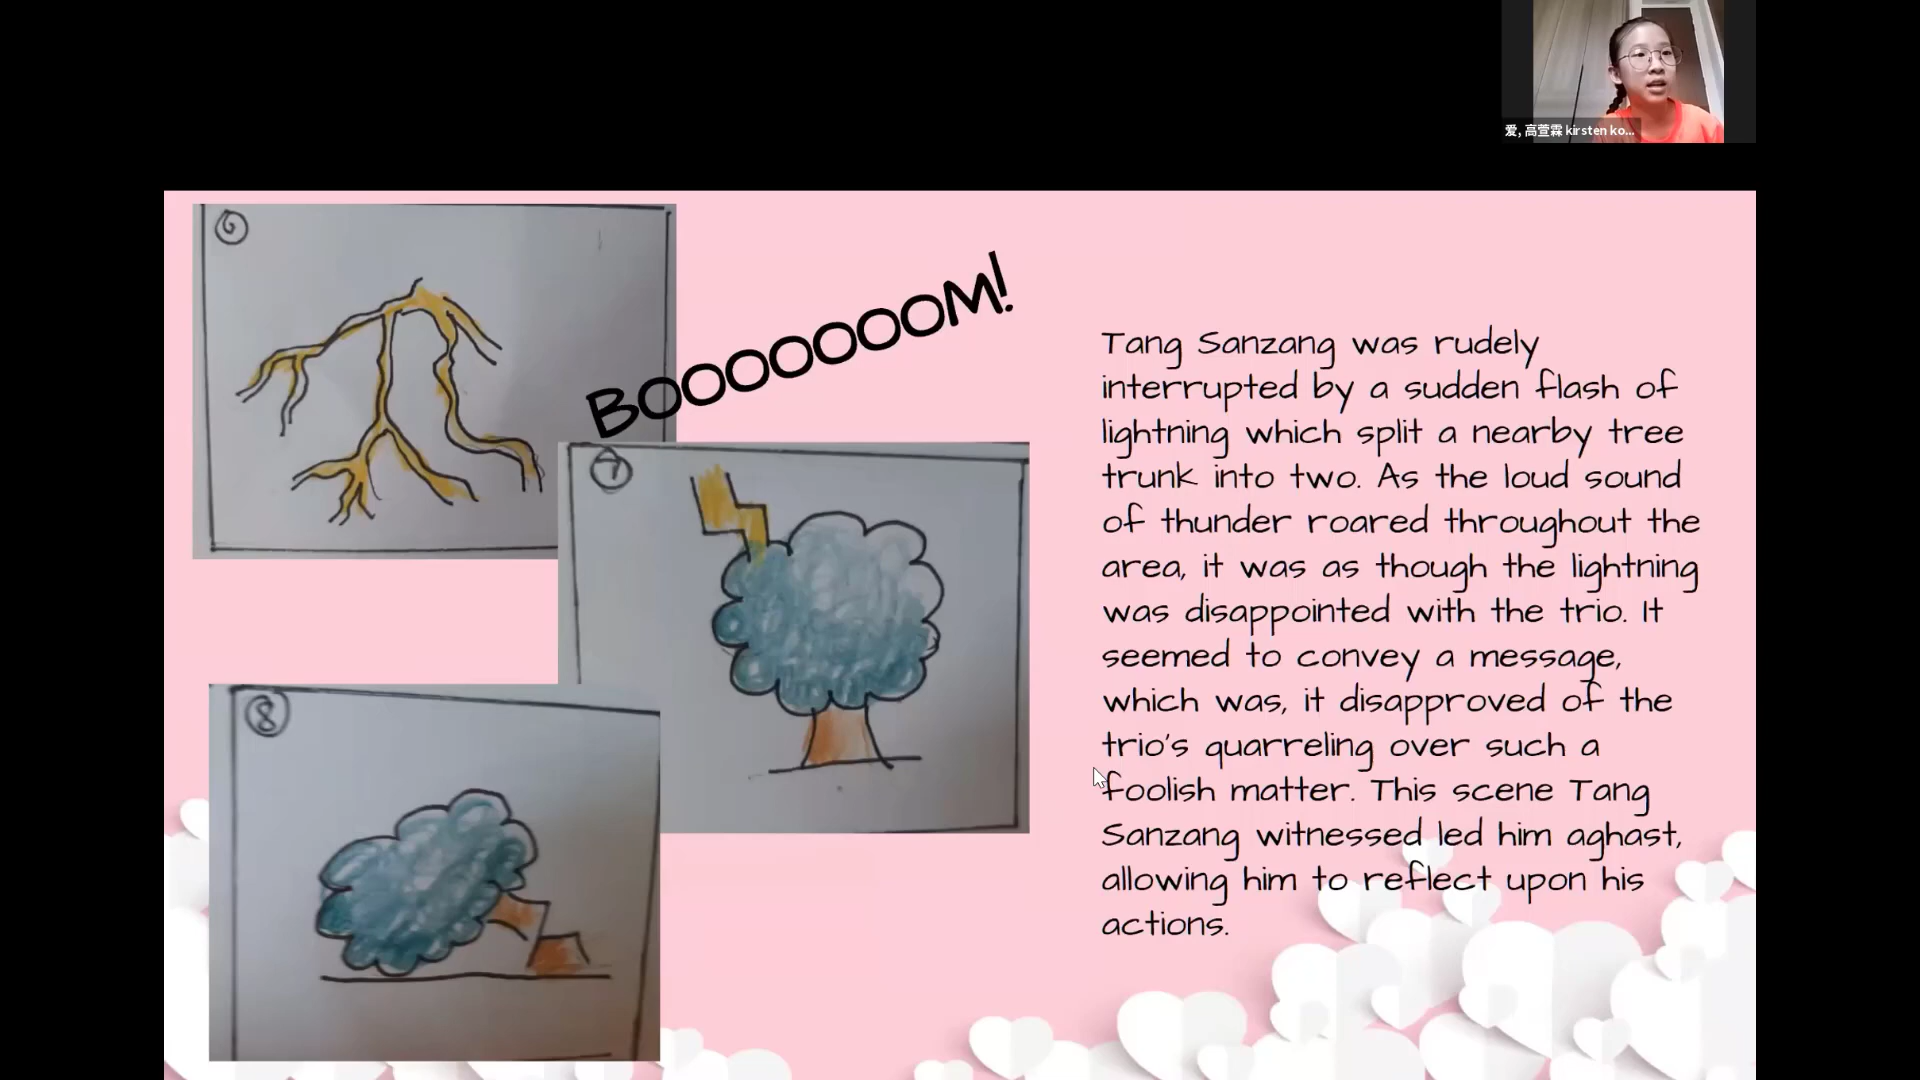 爱, 高萱霖 kirsten ko...
6
BOOOOOOOOM!
7
8
Tang Sanzang was rudely
interrupted by a sudden flash of
lightning which split a nearby tree
trunk into two. As the loud sound
of thunder roared throughout the
area, it was as though the lightning
was disappointed with the trio. It
seemed to convey a message,
which was, it disapproved of the
trio's quarreling over such a
foolish matter. This scene Tang
Sanzang witnessed led him aghast,
allowing him to reflect upon his
actions.